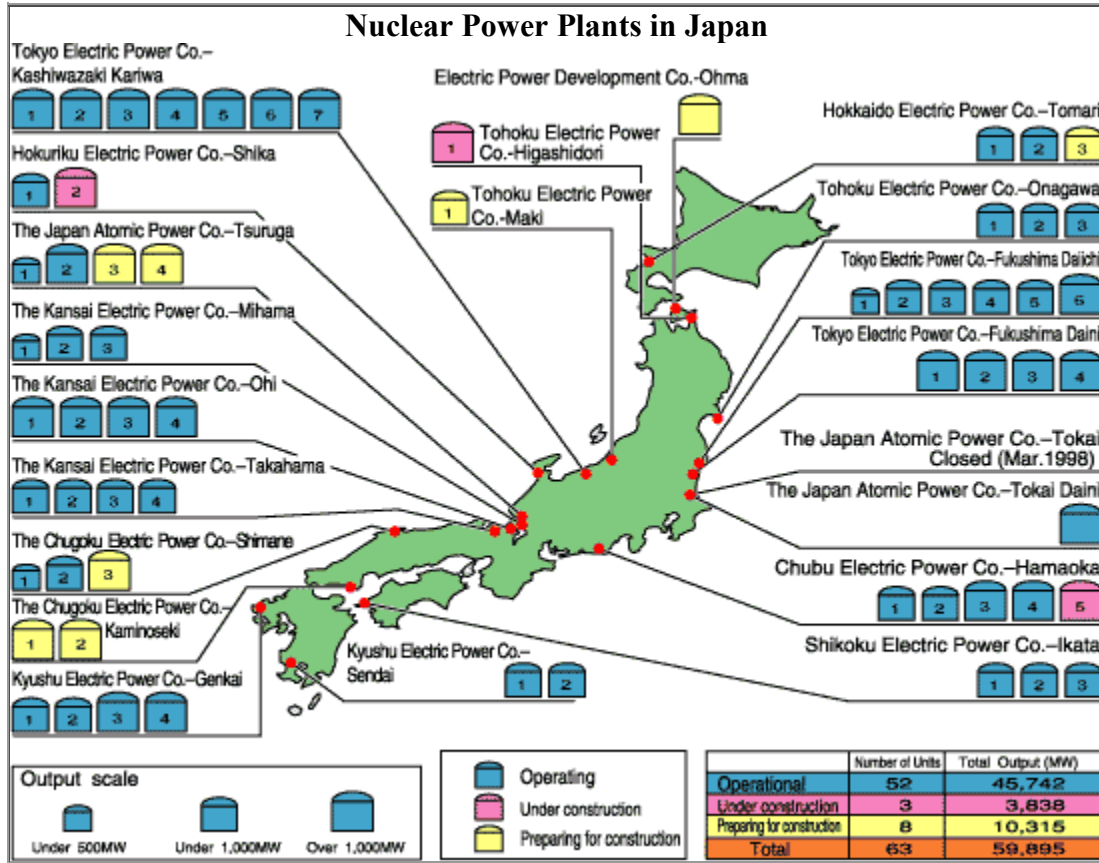 Nuclear Power Plants in Japan
Tokyo Electric Power Co.–
Kashiwazaki Kariwa
1 2 3 4 5 6 7
Hokuriku Electric Power Co.–Shika
1 2
The Japan Atomic Power Co.–Tsuruga
1 2 3 4
The Kansai Electric Power Co.–Mihama
1 2 3
The Kansai Electric Power Co.–Ohi
1 2 3 4
The Kansai Electric Power Co.–Takahama
1 2 3 4
The Chugoku Electric Power Co.–Shimane
1 2 3
The Chugoku Electric Power Co.–
Kaminoseki
1 2
Kyushu Electric Power Co.–Genkai
1 2 3 4
Electric Power Development Co.-Ohma
1 Tohoku Electric Power
Co.-Higashidori
1 Tohoku Electric Power
Co.-Maki
Kyushu Electric Power Co.–
Sendai
1 2
Hokkaido Electric Power Co.–Tomari
1 2 3
Tohoku Electric Power Co.–Onagawa
1 2 3
Tokyo Electric Power Co.–Fukushima Daiichi
1 2 3 4 5 6
Tokyo Electric Power Co.–Fukushima Daini
1 2 3 4
The Japan Atomic Power Co.–Tokai
Closed (Mar.1998)
The Japan Atomic Power Co.–Tokai Daini
Chubu Electric Power Co.–Hamaoka
1 2 3 4 5
Shikoku Electric Power Co.–Ikata
1 2 3
Output scale
Under 500MW Under 1,000MW Over 1,000MW
Operating
Under construction
Preparing for construction
Number of Units Total Output (MW)
Operational 52 45,742
Under construction 3 3,838
Preparing for construction 8 10,315
Total 63 59,895